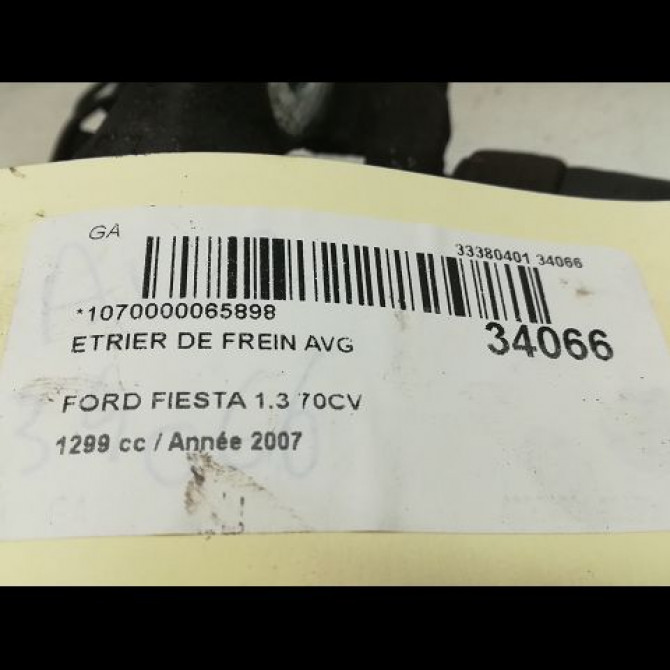 GA
33380401 34066
*1070000065898
34066
ETRIER DE FREIN AVG
FORD FIESTA 1.3 70CV
1299 cc / Année 2007